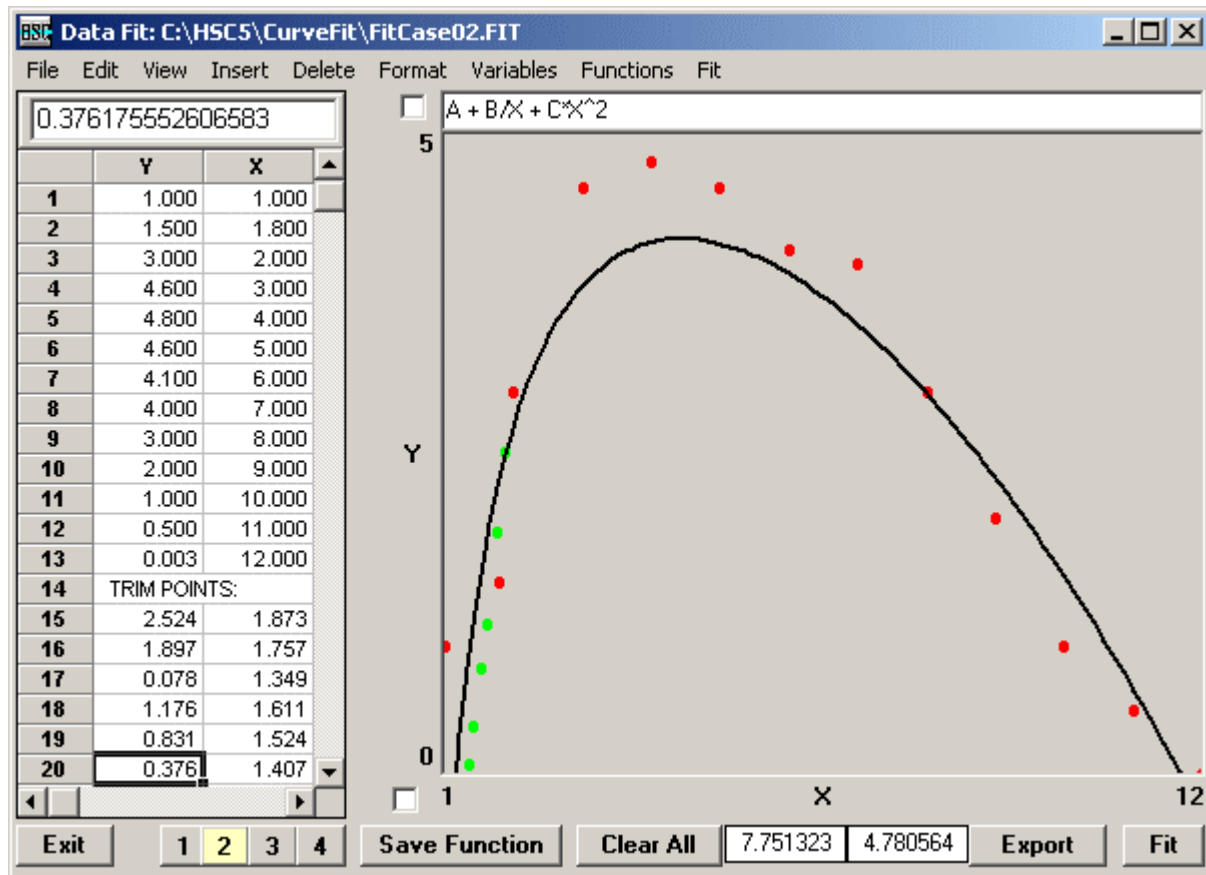 HSC Data Fit: C:\HSC5\CurveFit\FitCase02.FIT
File Edit View Insert Delete Format Variables Functions Fit
0.376175552606583
A + B/X + C*X^2
Y X
1 1.000 1.000
2 1.500 1.800
3 3.000 2.000
4 4.600 3.000
5 4.800 4.000
6 4.600 5.000
7 4.100 6.000
8 4.000 7.000
9 3.000 8.000
10 2.000 9.000
11 1.000 10.000
12 0.500 11.000
13 0.003 12.000
14 TRIM POINTS:
15 2.524 1.873
16 1.897 1.757
17 0.078 1.349
18 1.176 1.611
19 0.831 1.524
20 0.376 1.407
5
Y
0
1 X 12
Exit 1 2 3 4 Save Function Clear All 7.751323 4.780564 Export Fit